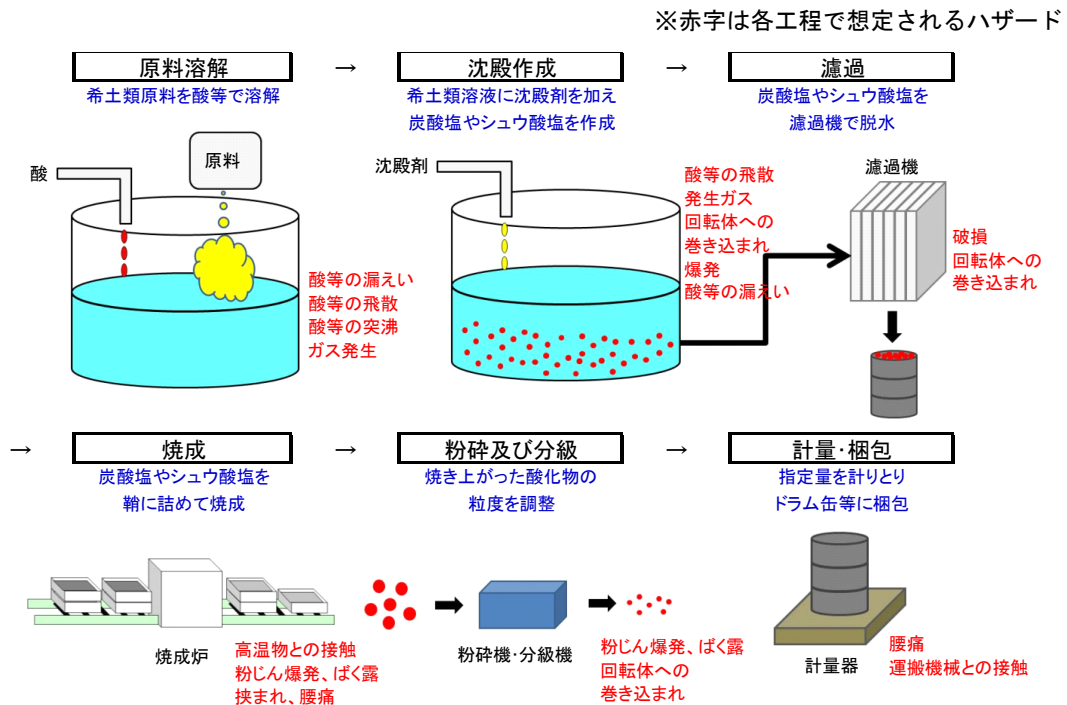 ※赤字は各工程で想定されるハザード
原料溶解
→
沈殿作成
→
濾過
希土類原料を酸等で溶解
希土類溶液に沈殿剤を加え
炭酸塩やシュウ酸塩を作成
炭酸塩やシュウ酸塩を
濾過機で脱水
酸
原料
酸等の漏えい
酸等の飛散
酸等の突沸
ガス発生
沈殿剤
酸等の飛散
発生ガス
回転体への
巻き込まれ
爆発
酸等の漏えい
濾過機
破損
回転体への
巻き込まれ
→
焼成
→
粉砕及び分級
→
計量・梱包
炭酸塩やシュウ酸塩を
鞘に詰めて焼成
焼き上がった酸化物の
粒度を調整
指定量を計りとり
ドラム缶等に梱包
焼成炉
高温物との接触
粉じん爆発、ばく露
挟まれ、腰痛
粉砕機・分級機
粉じん爆発、ばく露
回転体への
巻き込まれ
計量器
腰痛
運搬機械との接触